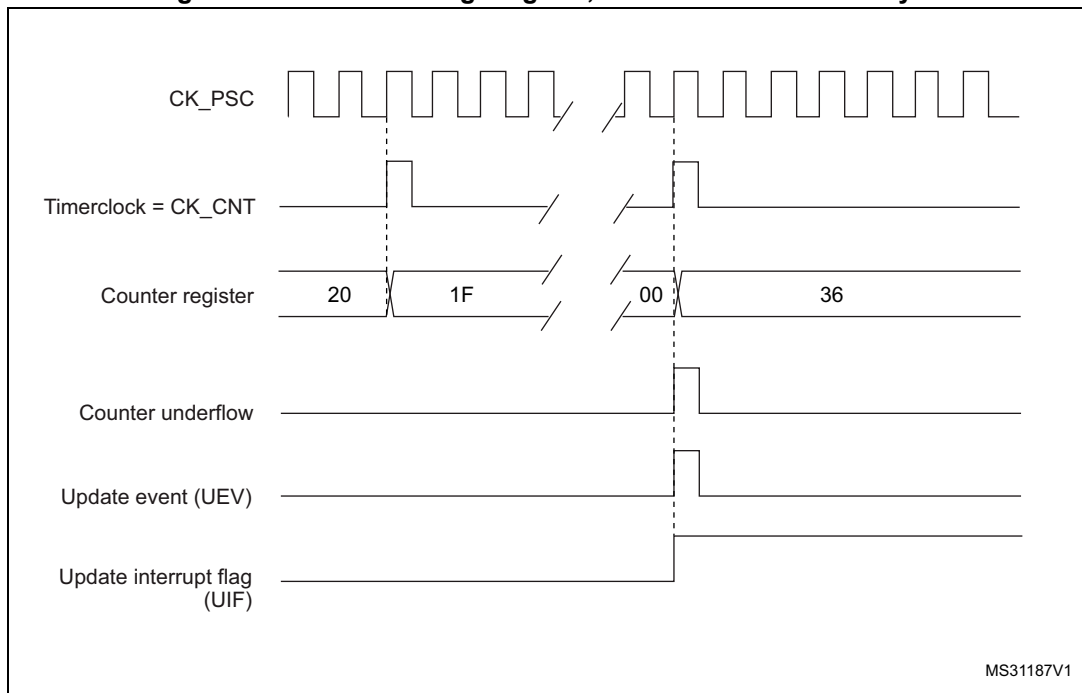 CK_PSC
Timerclock = CK_CNT
Counter register
20
1F
00
36
Counter underflow
Update event (UEV)
Update interrupt flag
(UIF)
MS31187V1